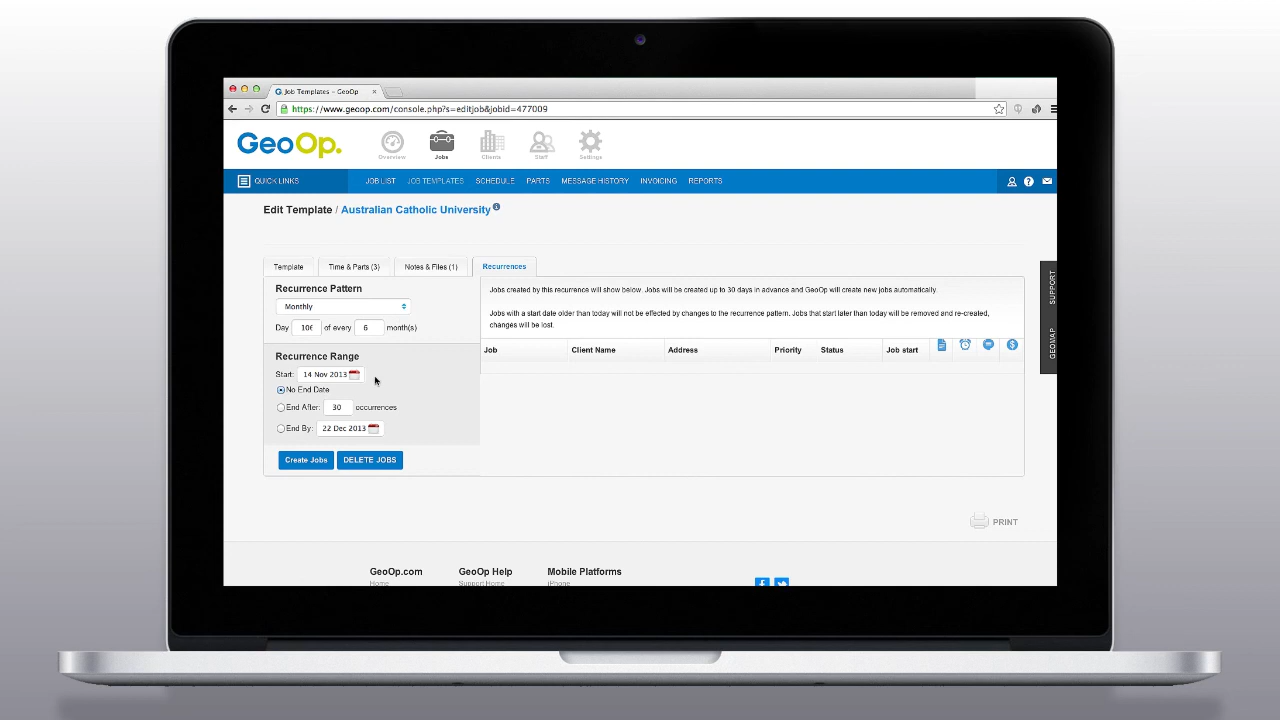 Job Templates - GeoOp
https://www.geoop.com/console.php?s=editjob&jobid=477009
GeoOp.
Overview
Jobs
Clients
Staff
Settings
QUICK LINKS
JOB LIST
JOB TEMPLATES
SCHEDULE
PARTS
MESSAGE HISTORY
INVOICING
REPORTS
Edit Template / Australian Catholic University
Template
Time & Parts (3)
Notes & Files (1)
Recurrences
Recurrence Pattern
Monthly
Day 10€ of every 6 month(s)
Recurrence Range
Start: 14 Nov 2013
No End Date
End After: 30 occurrences
End By: 22 Dec 2013
Create Jobs
DELETE JOBS
Jobs created by this recurrence will show below. Jobs will be created up to 30 days in advance and GeoOp will create new jobs automatically.
Jobs with a start date older than today will not be effected by changes to the recurrence pattern. Jobs that start later than today will be removed and re-created,
changes will be lost.
Job Client Name Address Priority Status Job start
SUPPORT
GEOMAP
PRINT
GeoOp.com
Home
GeoOp Help
Support Home
Mobile Platforms
iPhone